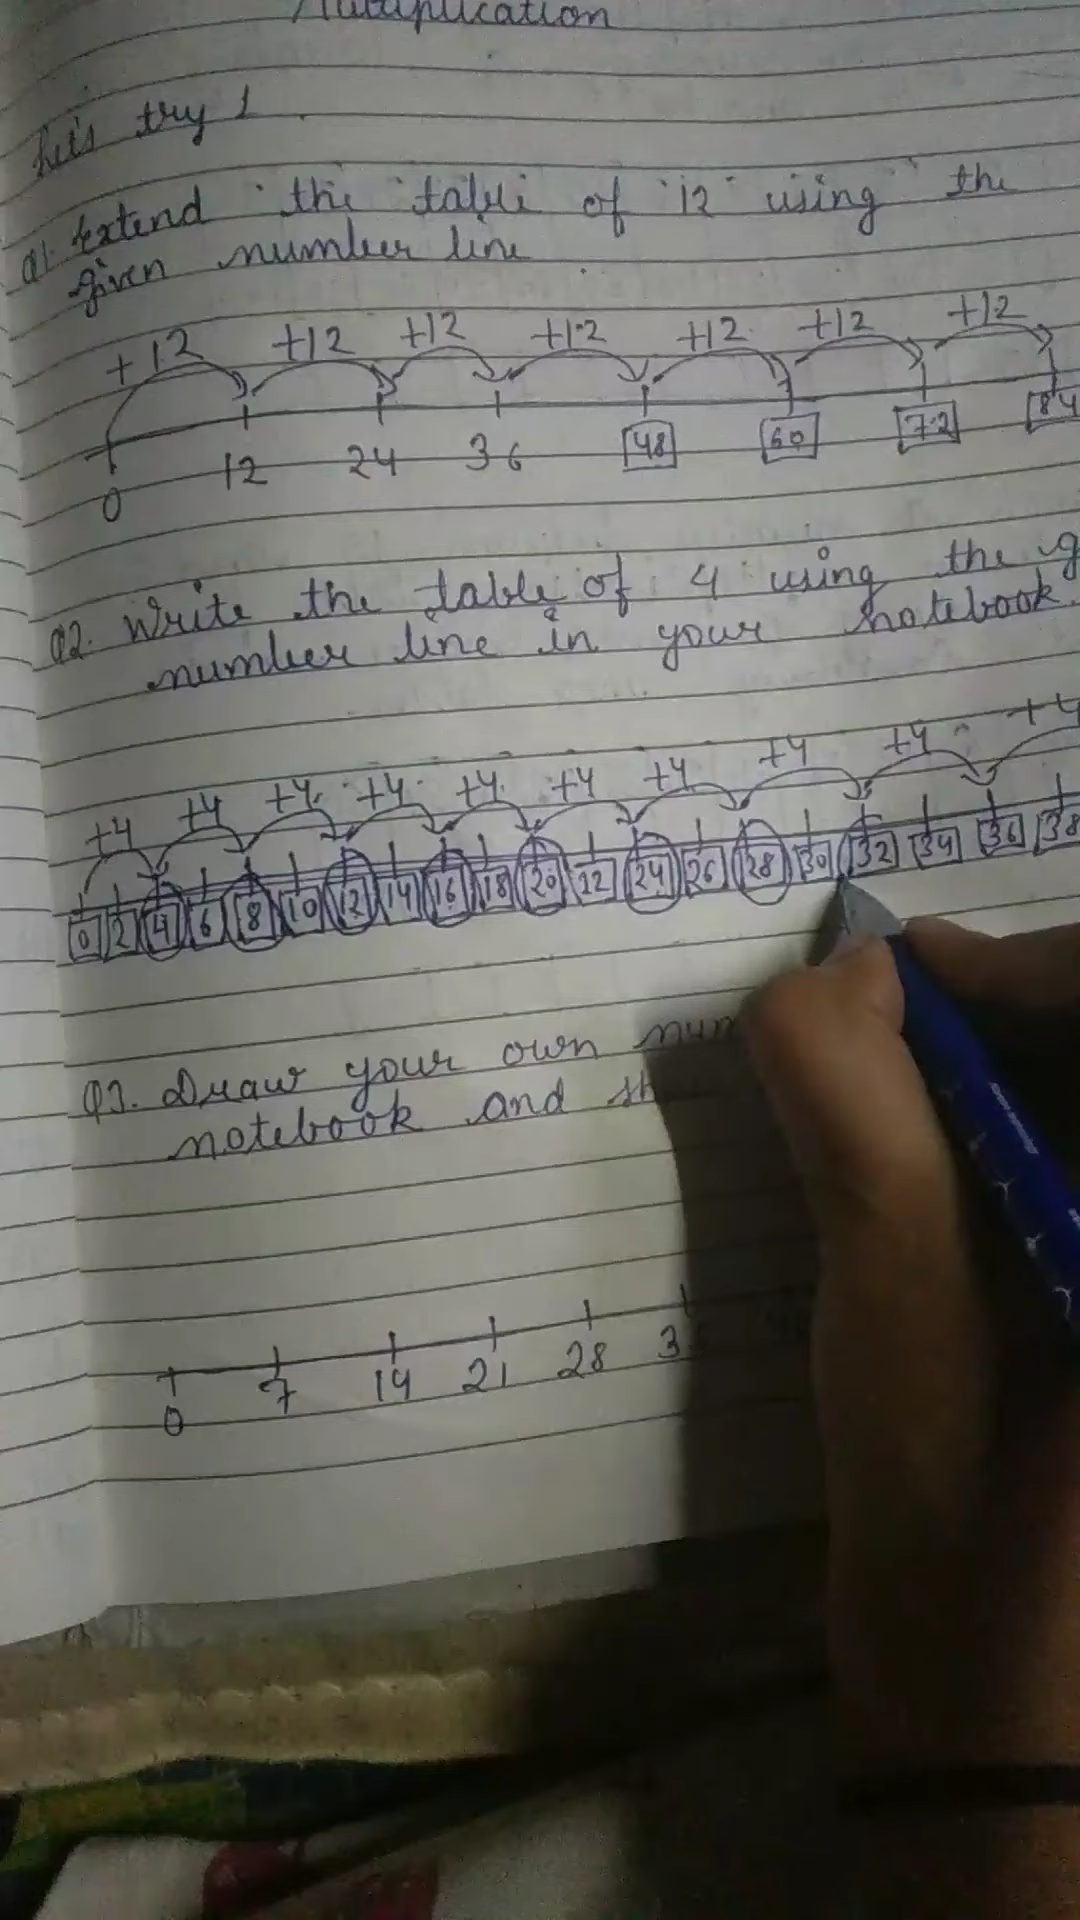 Multiplication
Let's try 1
Q1. Extend the table of 12 using the
given number line
+12 +12 +12 +12 +12 +12 +12
0 12 24 36 48 60 72 84
Q2. Write the table of 4 using the
number line in your notebook.
+4 +4 +4 +4 +4 +4 +4 +4 +4 +4
0 2 4 6 8 10 12 14 16 18 20 22 24 26 28 30 32 34 36 38
Q3. Draw your own
notebook and
0 7 14 21 28